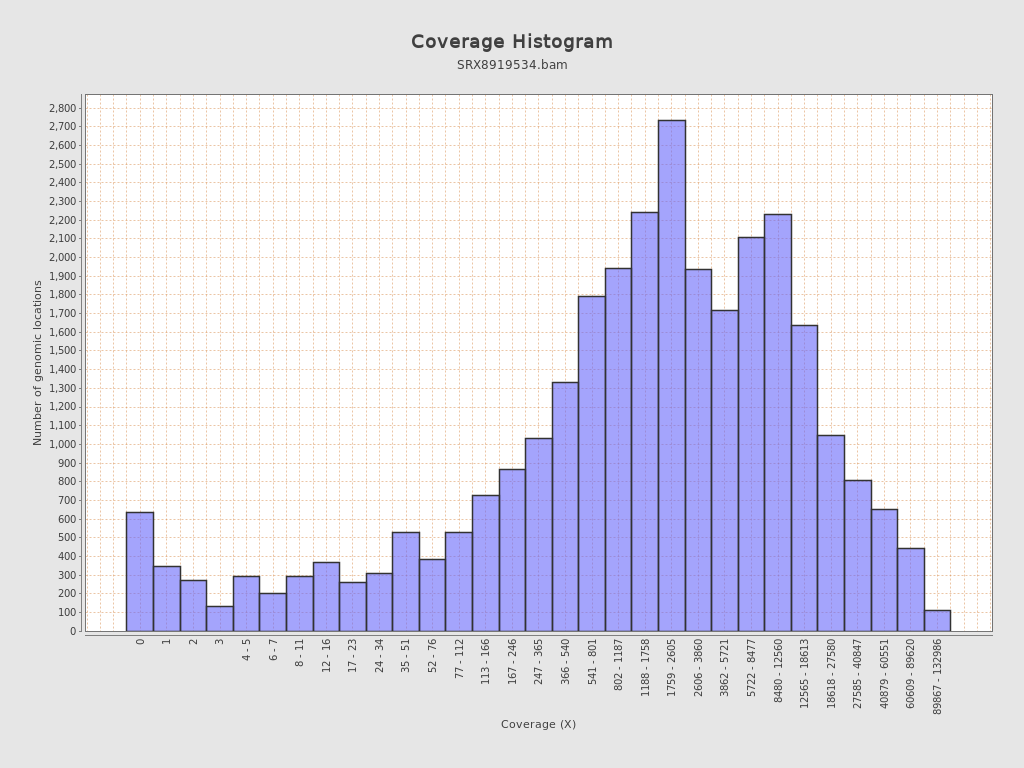 Coverage Histogram
SRX8919534.bam
Number of genomic locations
2,800
2,700
2,600
2,500
2,400
2,300
2,200
2,100
2,000
1,900
1,800
1,700
1,600
1,500
1,400
1,300
1,200
1,100
1,000
900
800
700
600
500
400
300
200
100
0
0
1
2
3
4 - 5
6 - 7
8 - 11
12 - 16
17 - 23
24 - 34
35 - 51
52 - 76
77 - 112
113 - 166
167 - 246
247 - 365
366 - 540
541 - 801
802 - 1187
1188 - 1758
1759 - 2605
2606 - 3860
3862 - 5721
5722 - 8477
8480 - 12560
12565 - 18613
18618 - 27580
27585 - 40847
40879 - 60551
60609 - 89620
89867 - 132986
Coverage (X)